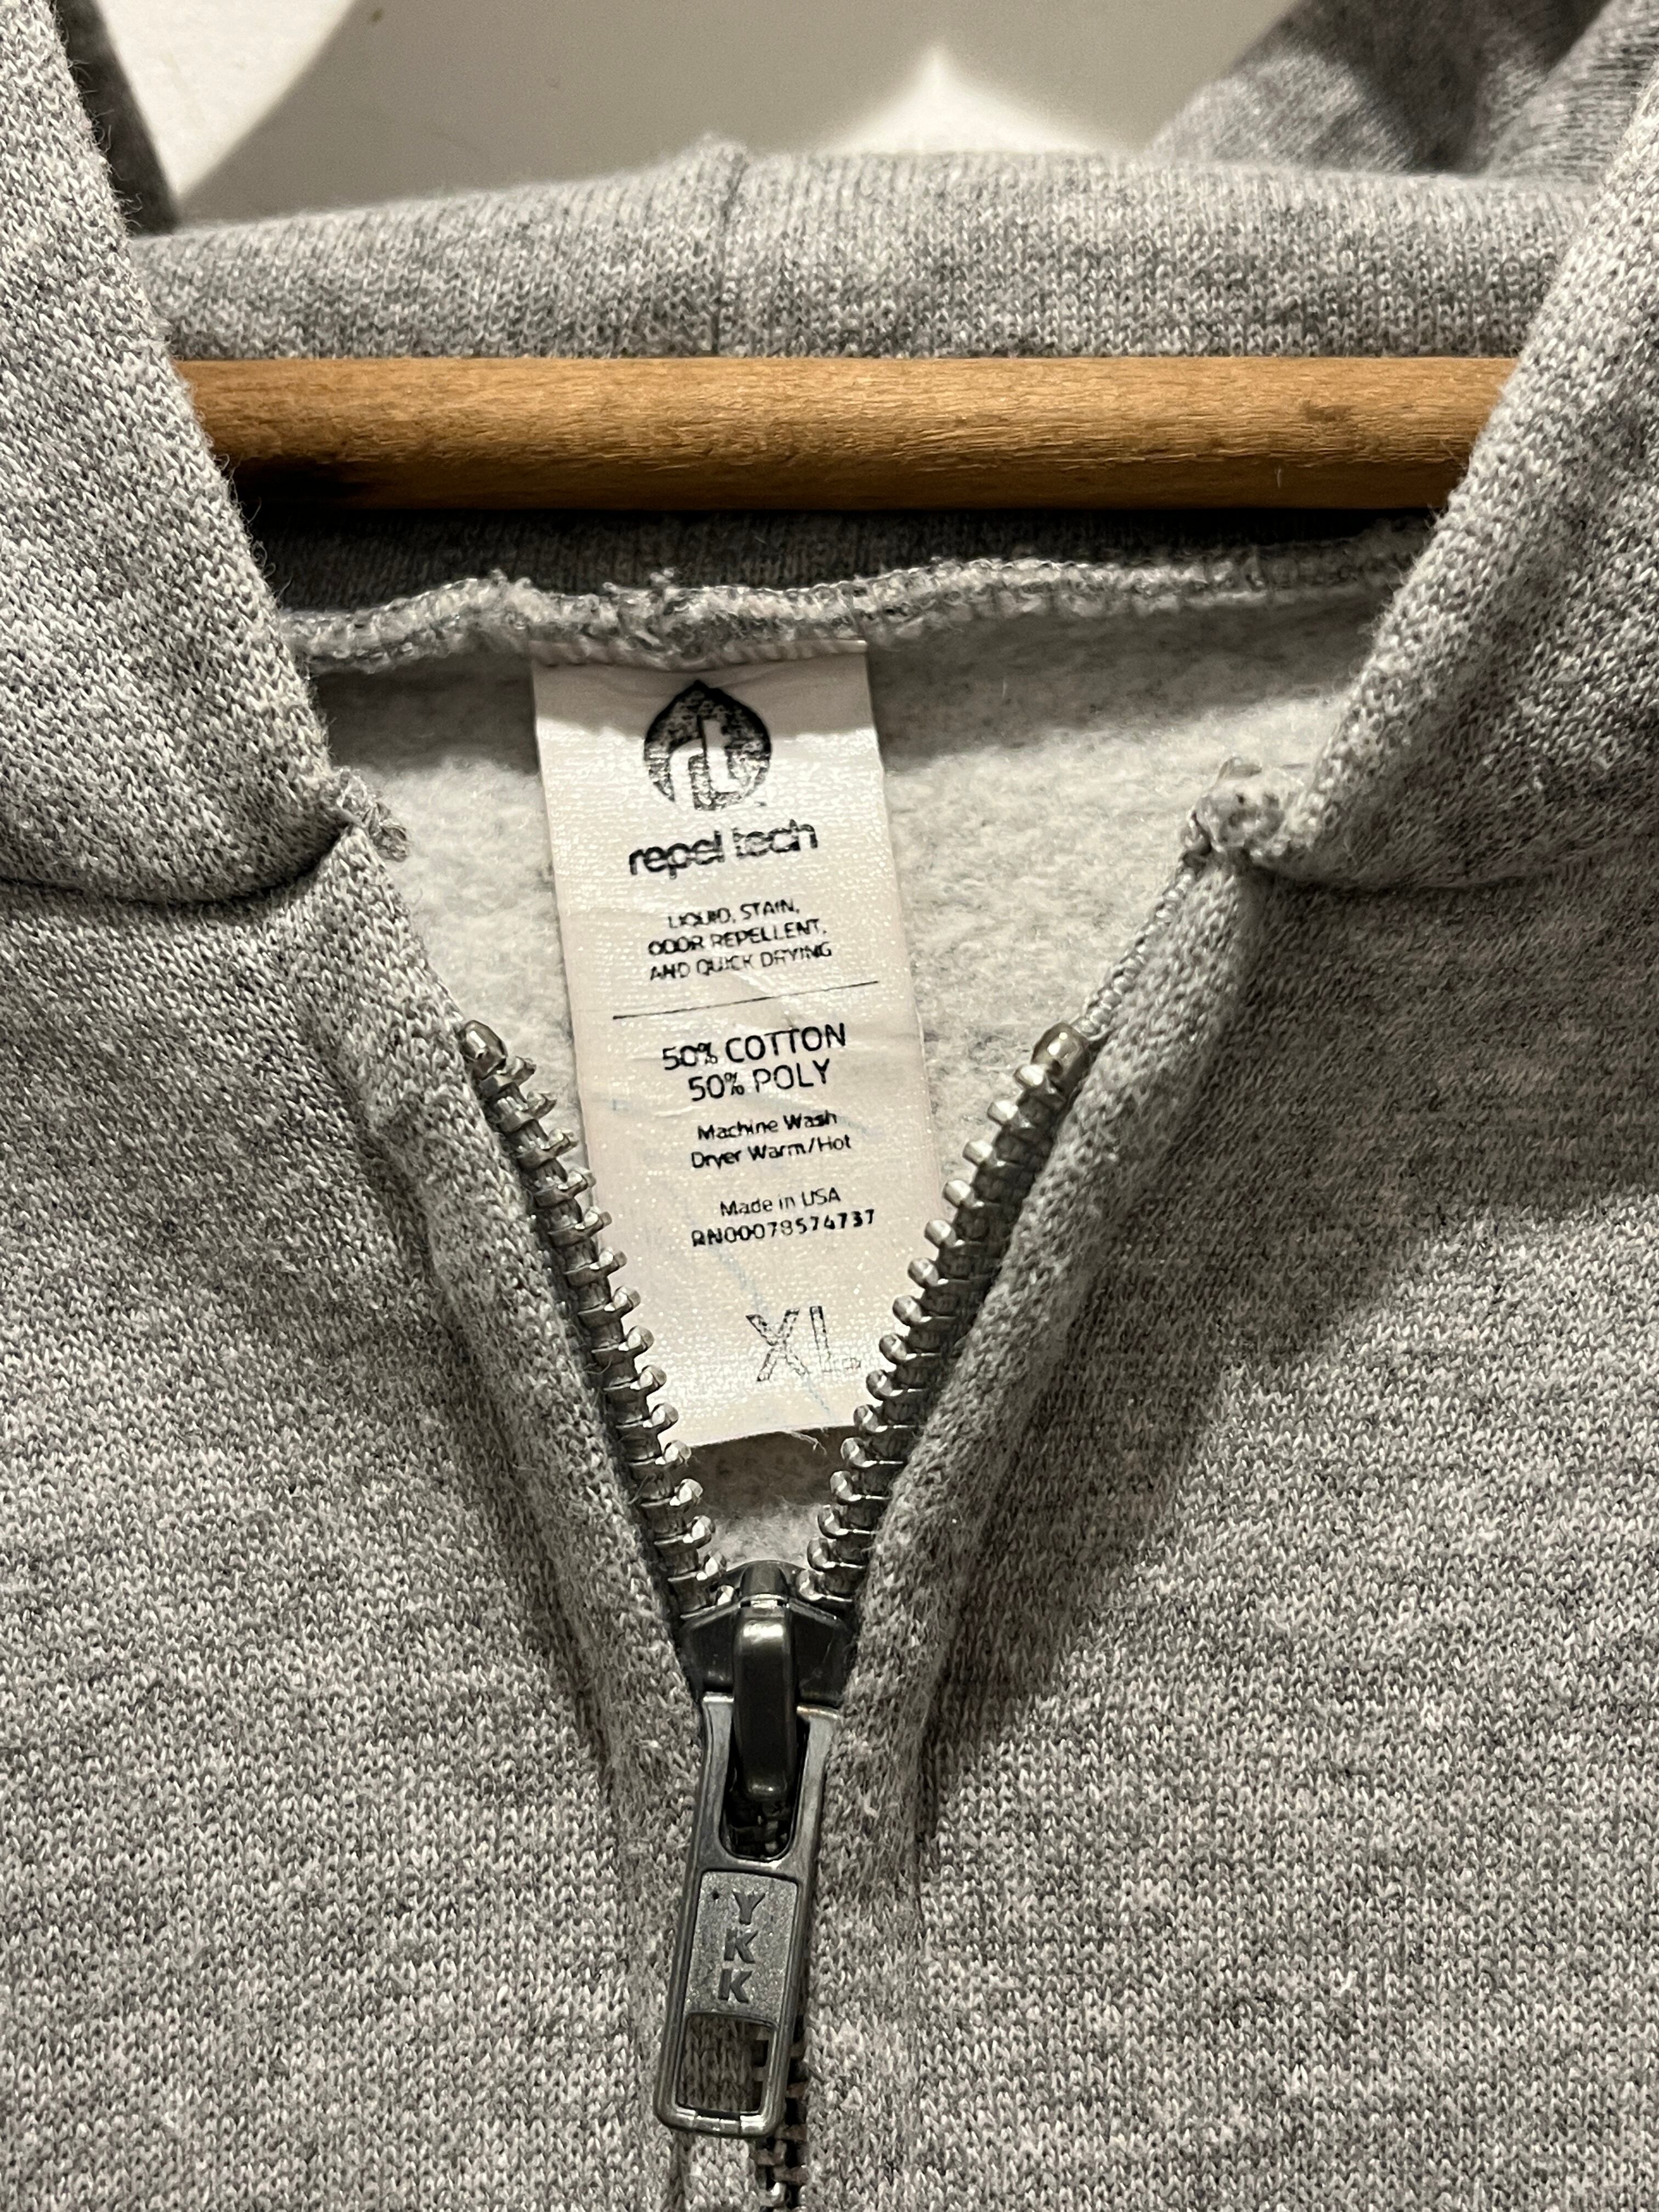 repel tech
LIQUID, STAIN,
ODOR REPELLENT,
AND QUICK DRYING
50% COTTON
50% POLY
Machine Wash
Dryer Warm/Hot
Made in USA
RN00078574737
XL
YKK